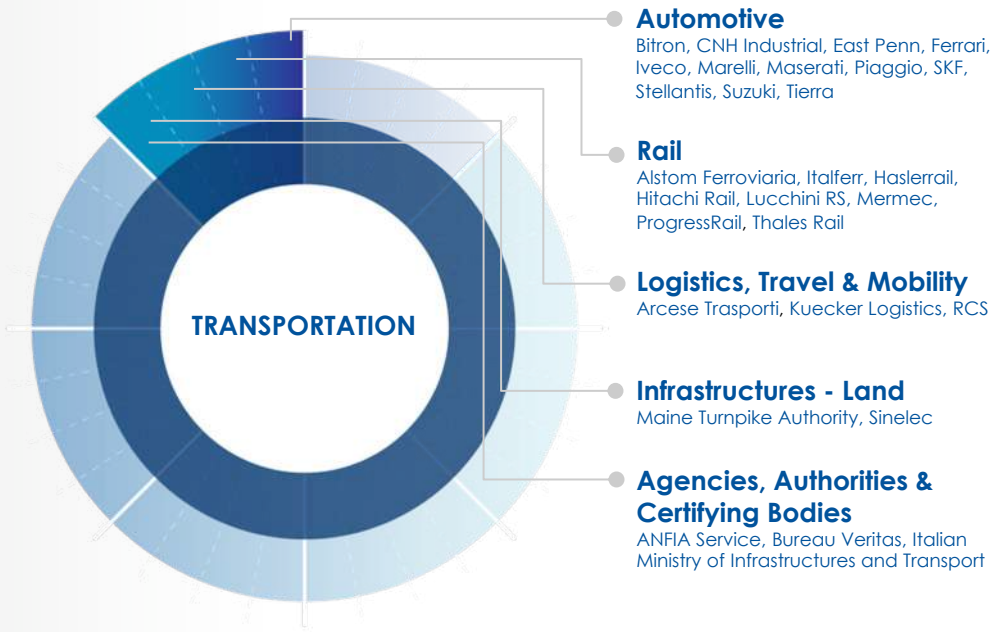 TRANSPORTATION
Automotive
Bitron, CNH Industrial, East Penn, Ferrari,
Iveco, Marelli, Maserati, Piaggio, SKF,
Stellantis, Suzuki, Tierra
Rail
Alstom Ferroviaria, Italferr, Haslerrail,
Hitachi Rail, Lucchini RS, Mermec,
ProgressRail, Thales Rail
Logistics, Travel & Mobility
Arcese Trasporti, Kuecker Logistics, RCS
Infrastructures - Land
Maine Turnpike Authority, Sinelec
Agencies, Authorities &
Certifying Bodies
ANFIA Service, Bureau Veritas, Italian
Ministry of Infrastructures and Transport